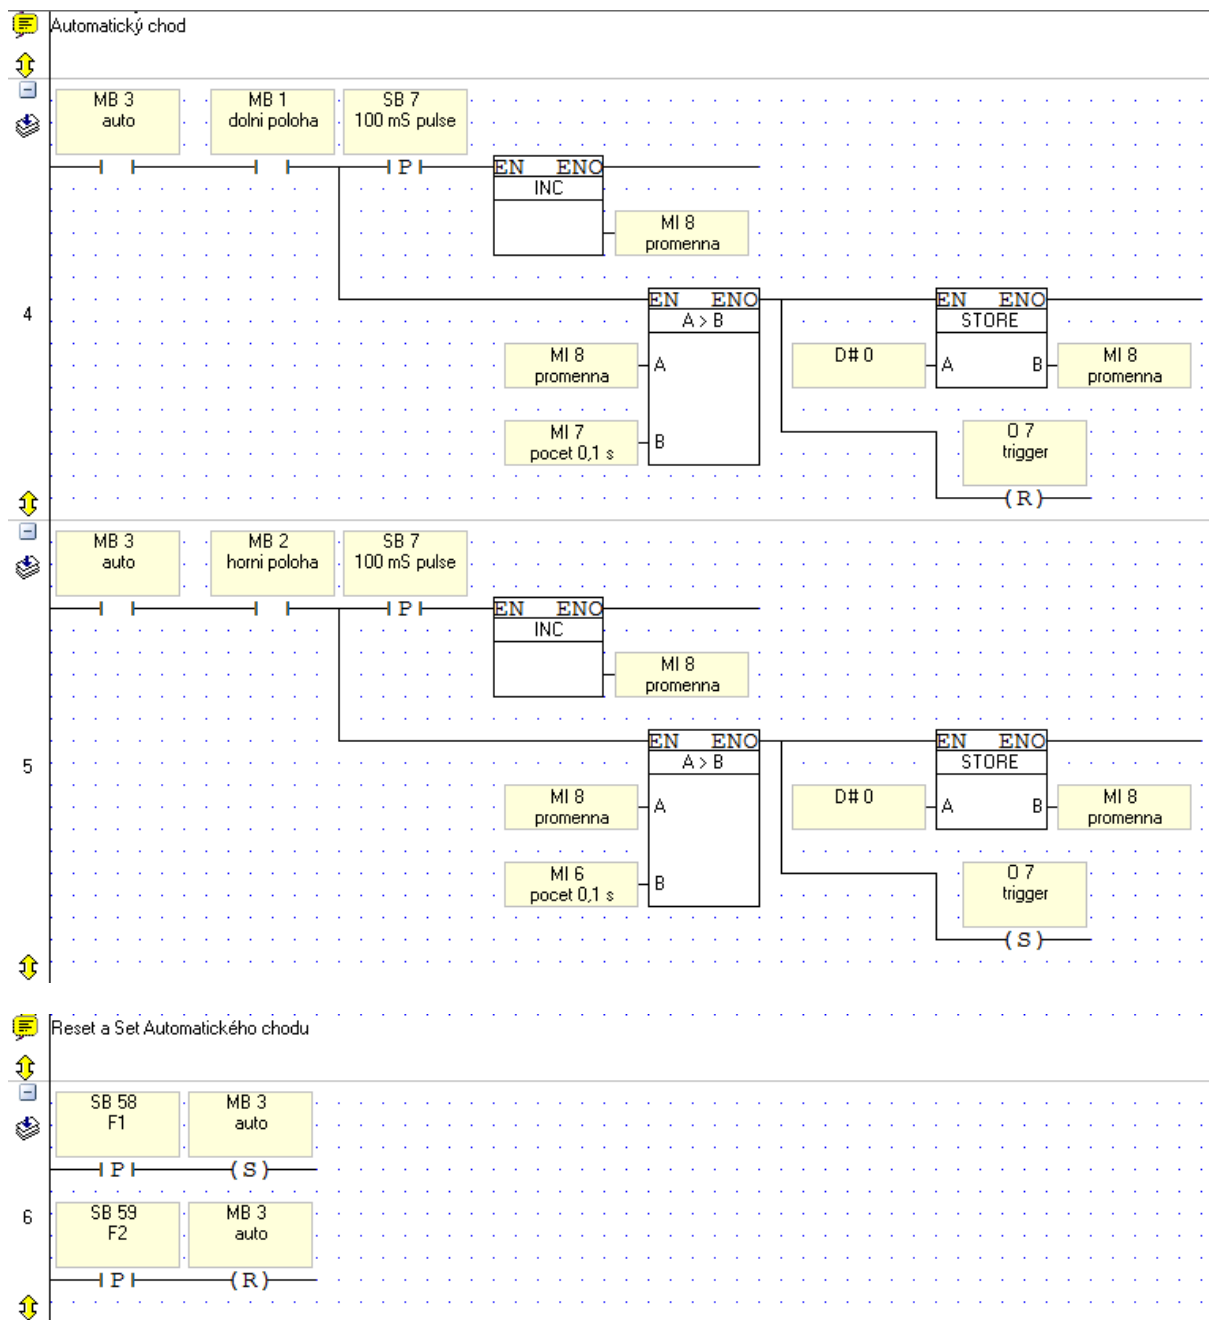 Automatický chod
MB 3
auto
MB 1
dolni poloha
SB 7
100 mS pulse
P
EN ENO
INC
MI 8
promenna
4
EN ENO
A > B
MI 8
promenna
A
MI 7
pocet 0,1 s
B
EN ENO
STORE
D# 0
A
B
MI 8
promenna
O 7
trigger
(R)
MB 3
auto
MB 2
horni poloha
SB 7
100 mS pulse
P
EN ENO
INC
MI 8
promenna
5
EN ENO
A > B
MI 8
promenna
A
MI 6
pocet 0,1 s
B
EN ENO
STORE
D# 0
A
B
MI 8
promenna
O 7
trigger
(S)
Reset a Set Automatického chodu
SB 58
F1
MB 3
auto
P
(S)
6
SB 59
F2
MB 3
auto
P
(R)